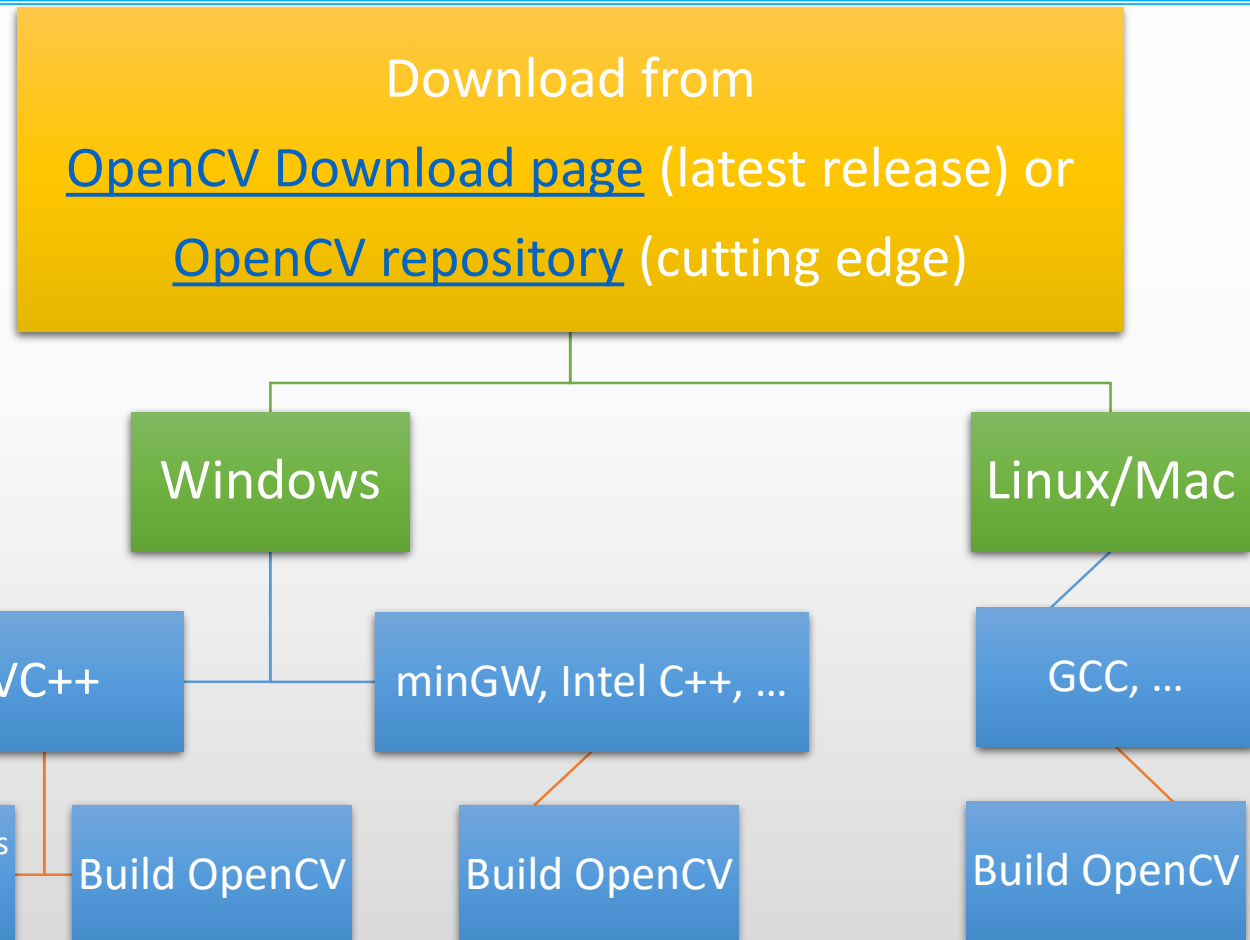 Download from
OpenCV Download page (latest release) or
OpenCV repository (cutting edge)
Windows
Linux/Mac
VC++
minGW, Intel C++, ...
GCC, ...
Build OpenCV
Build OpenCV
Build OpenCV